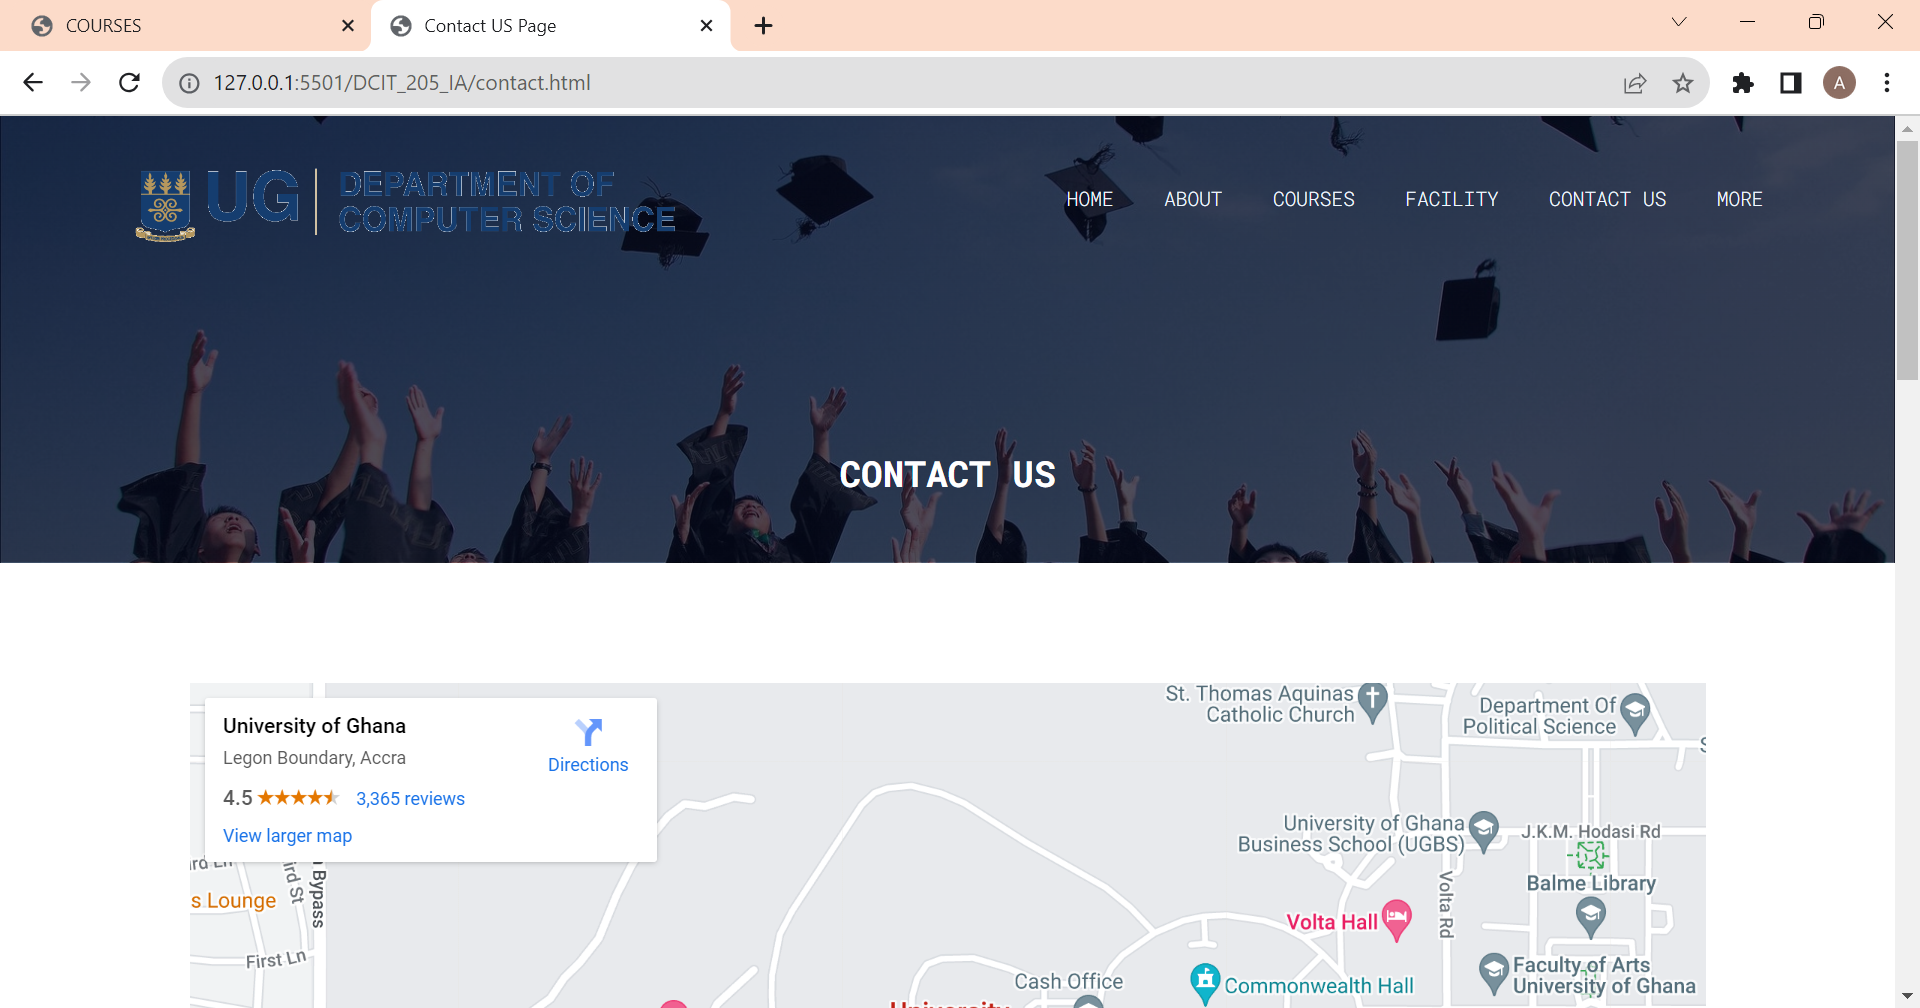 COURSES
Contact US Page
127.0.0.1:5501/DCIT_205_IA/contact.html
A
UG
DEPARTMENT OF
COMPUTER SCIENCE
HOME ABOUT COURSES FACILITY CONTACT US MORE
CONTACT US
University of Ghana
Legon Boundary, Accra
Directions
4.5
3,365 reviews
View larger map
St. Thomas Aquinas
Catholic Church
Department Of
Political Science
University of Ghana
Business School (UGBS)
J.K.M. Hodasi Rd
Balme Library
Volta Hall
Volta Rd
s Lounge
ird St
Bypass
First Ln
Faculty of Arts
University of Ghana
Cash Office
Commonwealth Hall
University